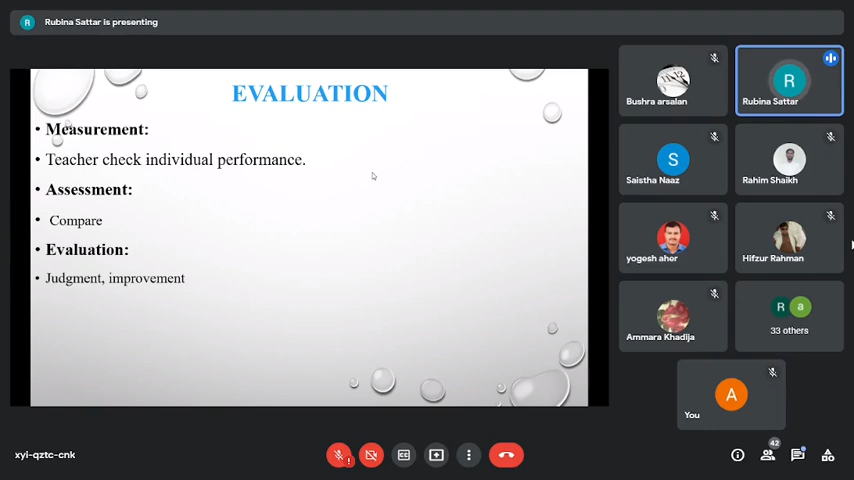 R Rubina Sattar is presenting
EVALUATION
• Measurement:
• Teacher check individual performance.
• Assessment:
• Compare
• Evaluation:
• Judgment, improvement
Bushra arsalan
R
Rubina Sattar
S
Saistha Naaz
Rahim Shaikh
yogesh aher
Hifzur Rahman
Ammara Khadija
R a
33 others
A
You
xyi-qztc-cnk
42